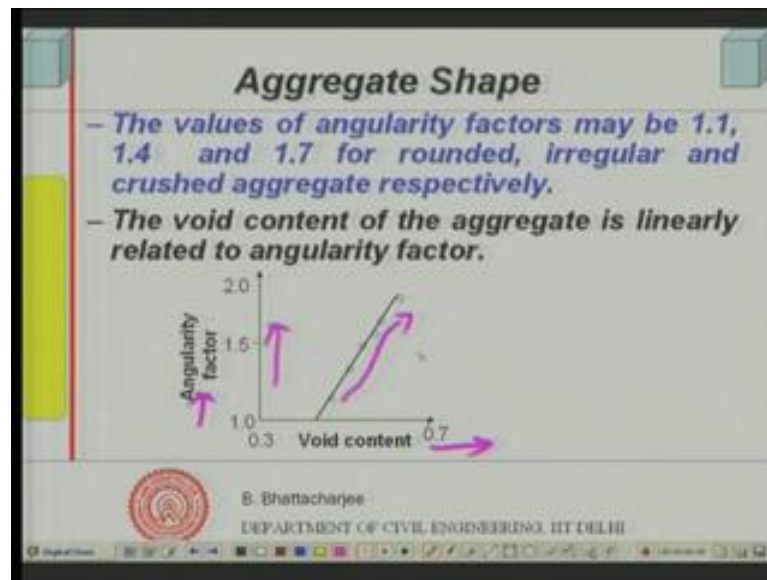 Aggregate Shape
– The values of angularity factors may be 1.1,
1.4 and 1.7 for rounded, irregular and
crushed aggregate respectively.
– The void content of the aggregate is linearly
related to angularity factor.
2.0
1.5
1.0
Angularity
factor
0.3 Void content 0.7
B. Bhattacharjee
DEPARTMENT OF CIVIL ENGINEERING, IIT DELHI